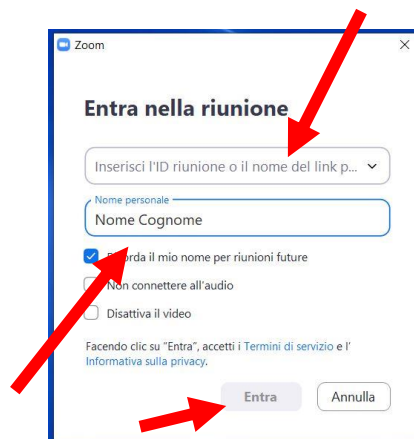 Zoom
Entra nella riunione
Inserisci l'ID riunione o il nome del link p...
Nome personale
Nome Cognome
il mio nome per riunioni future
Non connettere all'audio
Disattiva il video
Facendo clic su "Entra", accetti i Termini di servizio e l'
Informativa sulla privacy.
Entra Annulla